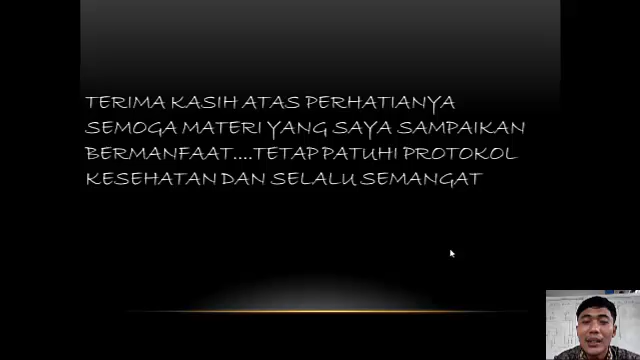 TERIMA KASIH ATAS PERHATIANYA
SEMOGA MATERI YANG SAYA SAMPAIKAN
BERMANFAAT....TETAP PATUHI PROTOKOL
KESEHATAN DAN SELALU SEMANGAT